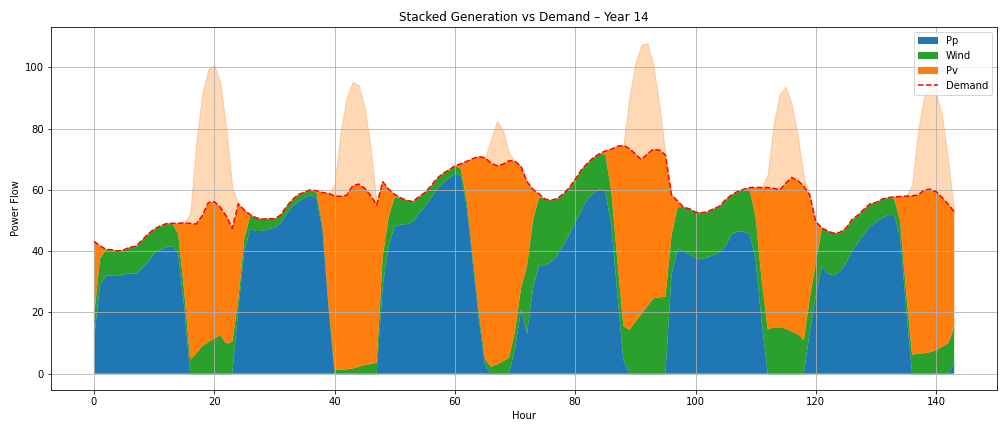 Stacked Generation vs Demand – Year 14
Pp
Wind
Pv
Demand
Power Flow
100
80
60
40
20
0
0 20 40 60 80 100 120 140
Hour